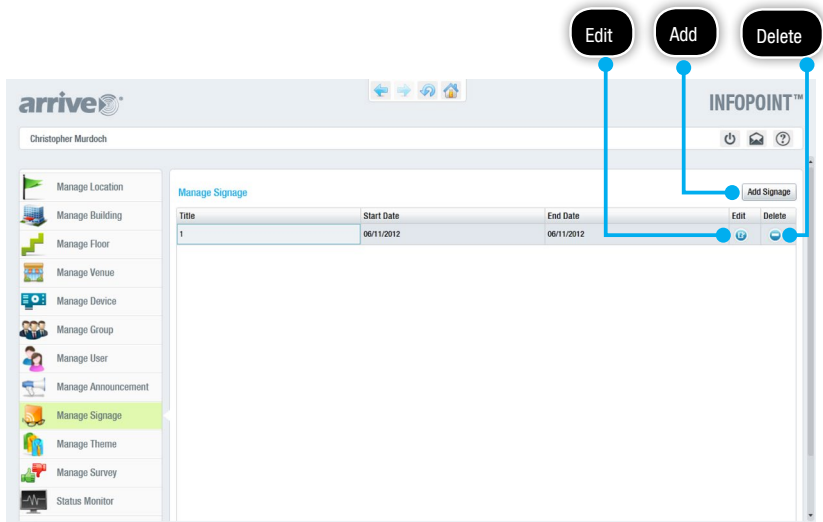 Edit Add Delete
arrive
INFOPOINT™
Christopher Murdoch
?
Manage Location
Manage Building
Manage Floor
Manage Venue
Manage Device
Manage Group
Manage User
Manage Announcement
Manage Signage
Manage Theme
Manage Survey
Status Monitor
Manage Signage
Add Signage
Title Start Date End Date Edit Delete
1 06/11/2012 06/11/2012